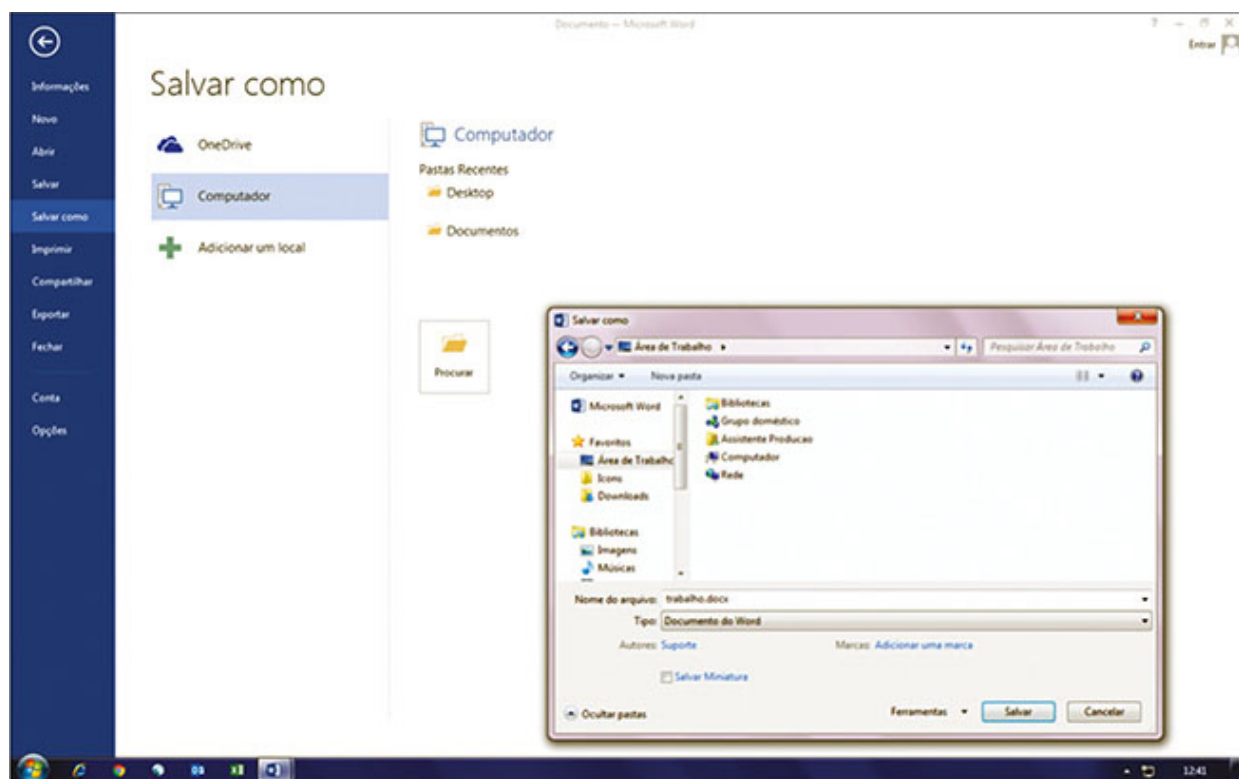 Documento — Microsoft Word
?
Entrar
Informações
Novo
Abrir
Salvar
Salvar como
Imprimir
Compartilhar
Exportar
Fechar
Conta
Opções
Salvar como
OneDrive
Computador
Adicionar um local
Computador
Pastas Recentes
Desktop
Documentos
Procurar
Salvar como
Área de Trabalho
Pesquisar Área de Trabalho
Organizar
Nova pasta
Microsoft Word
Favoritos
Área de Trabalho
Icons
Downloads
Bibliotecas
Imagens
Músicas
Bibliotecas
Grupo doméstico
Assistente Producao
Computador
Rede
Nome do arquivo: trabalho.docx
Tipo: Documento do Word
Autores: Suporte
Marcas: Adicionar uma marca
Salvar Miniatura
Ocultar pastas
Ferramentas
Salvar
Cancelar
12:41